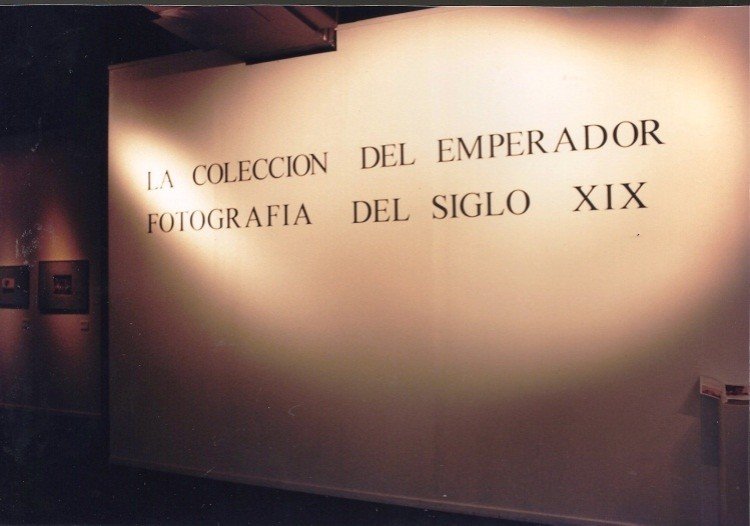 LA COLECCION DEL EMPERADOR
FOTOGRAFIA DEL SIGLO XIX